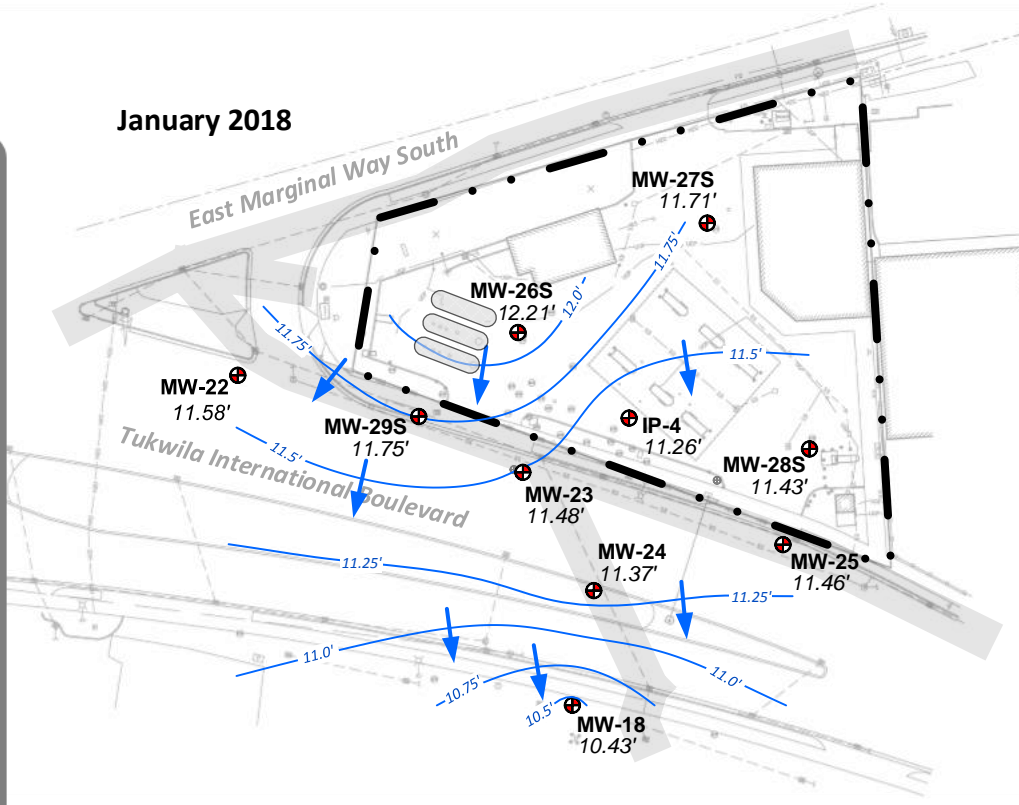 January 2018
East Marginal Way South
MW-27S
11.71'
11.75'
MW-26S
12.21'
12.0'
11.75'
11.5'
MW-22
11.58'
MW-29S
11.75'
IP-4
11.26'
11.5'
Tukwila International Boulevard
MW-28S
11.43'
MW-23
11.48'
MW-24
11.37'
MW-25
11.46'
11.25'
11.25'
11.0'
11.0'
10.75'
10.5'
MW-18
10.43'